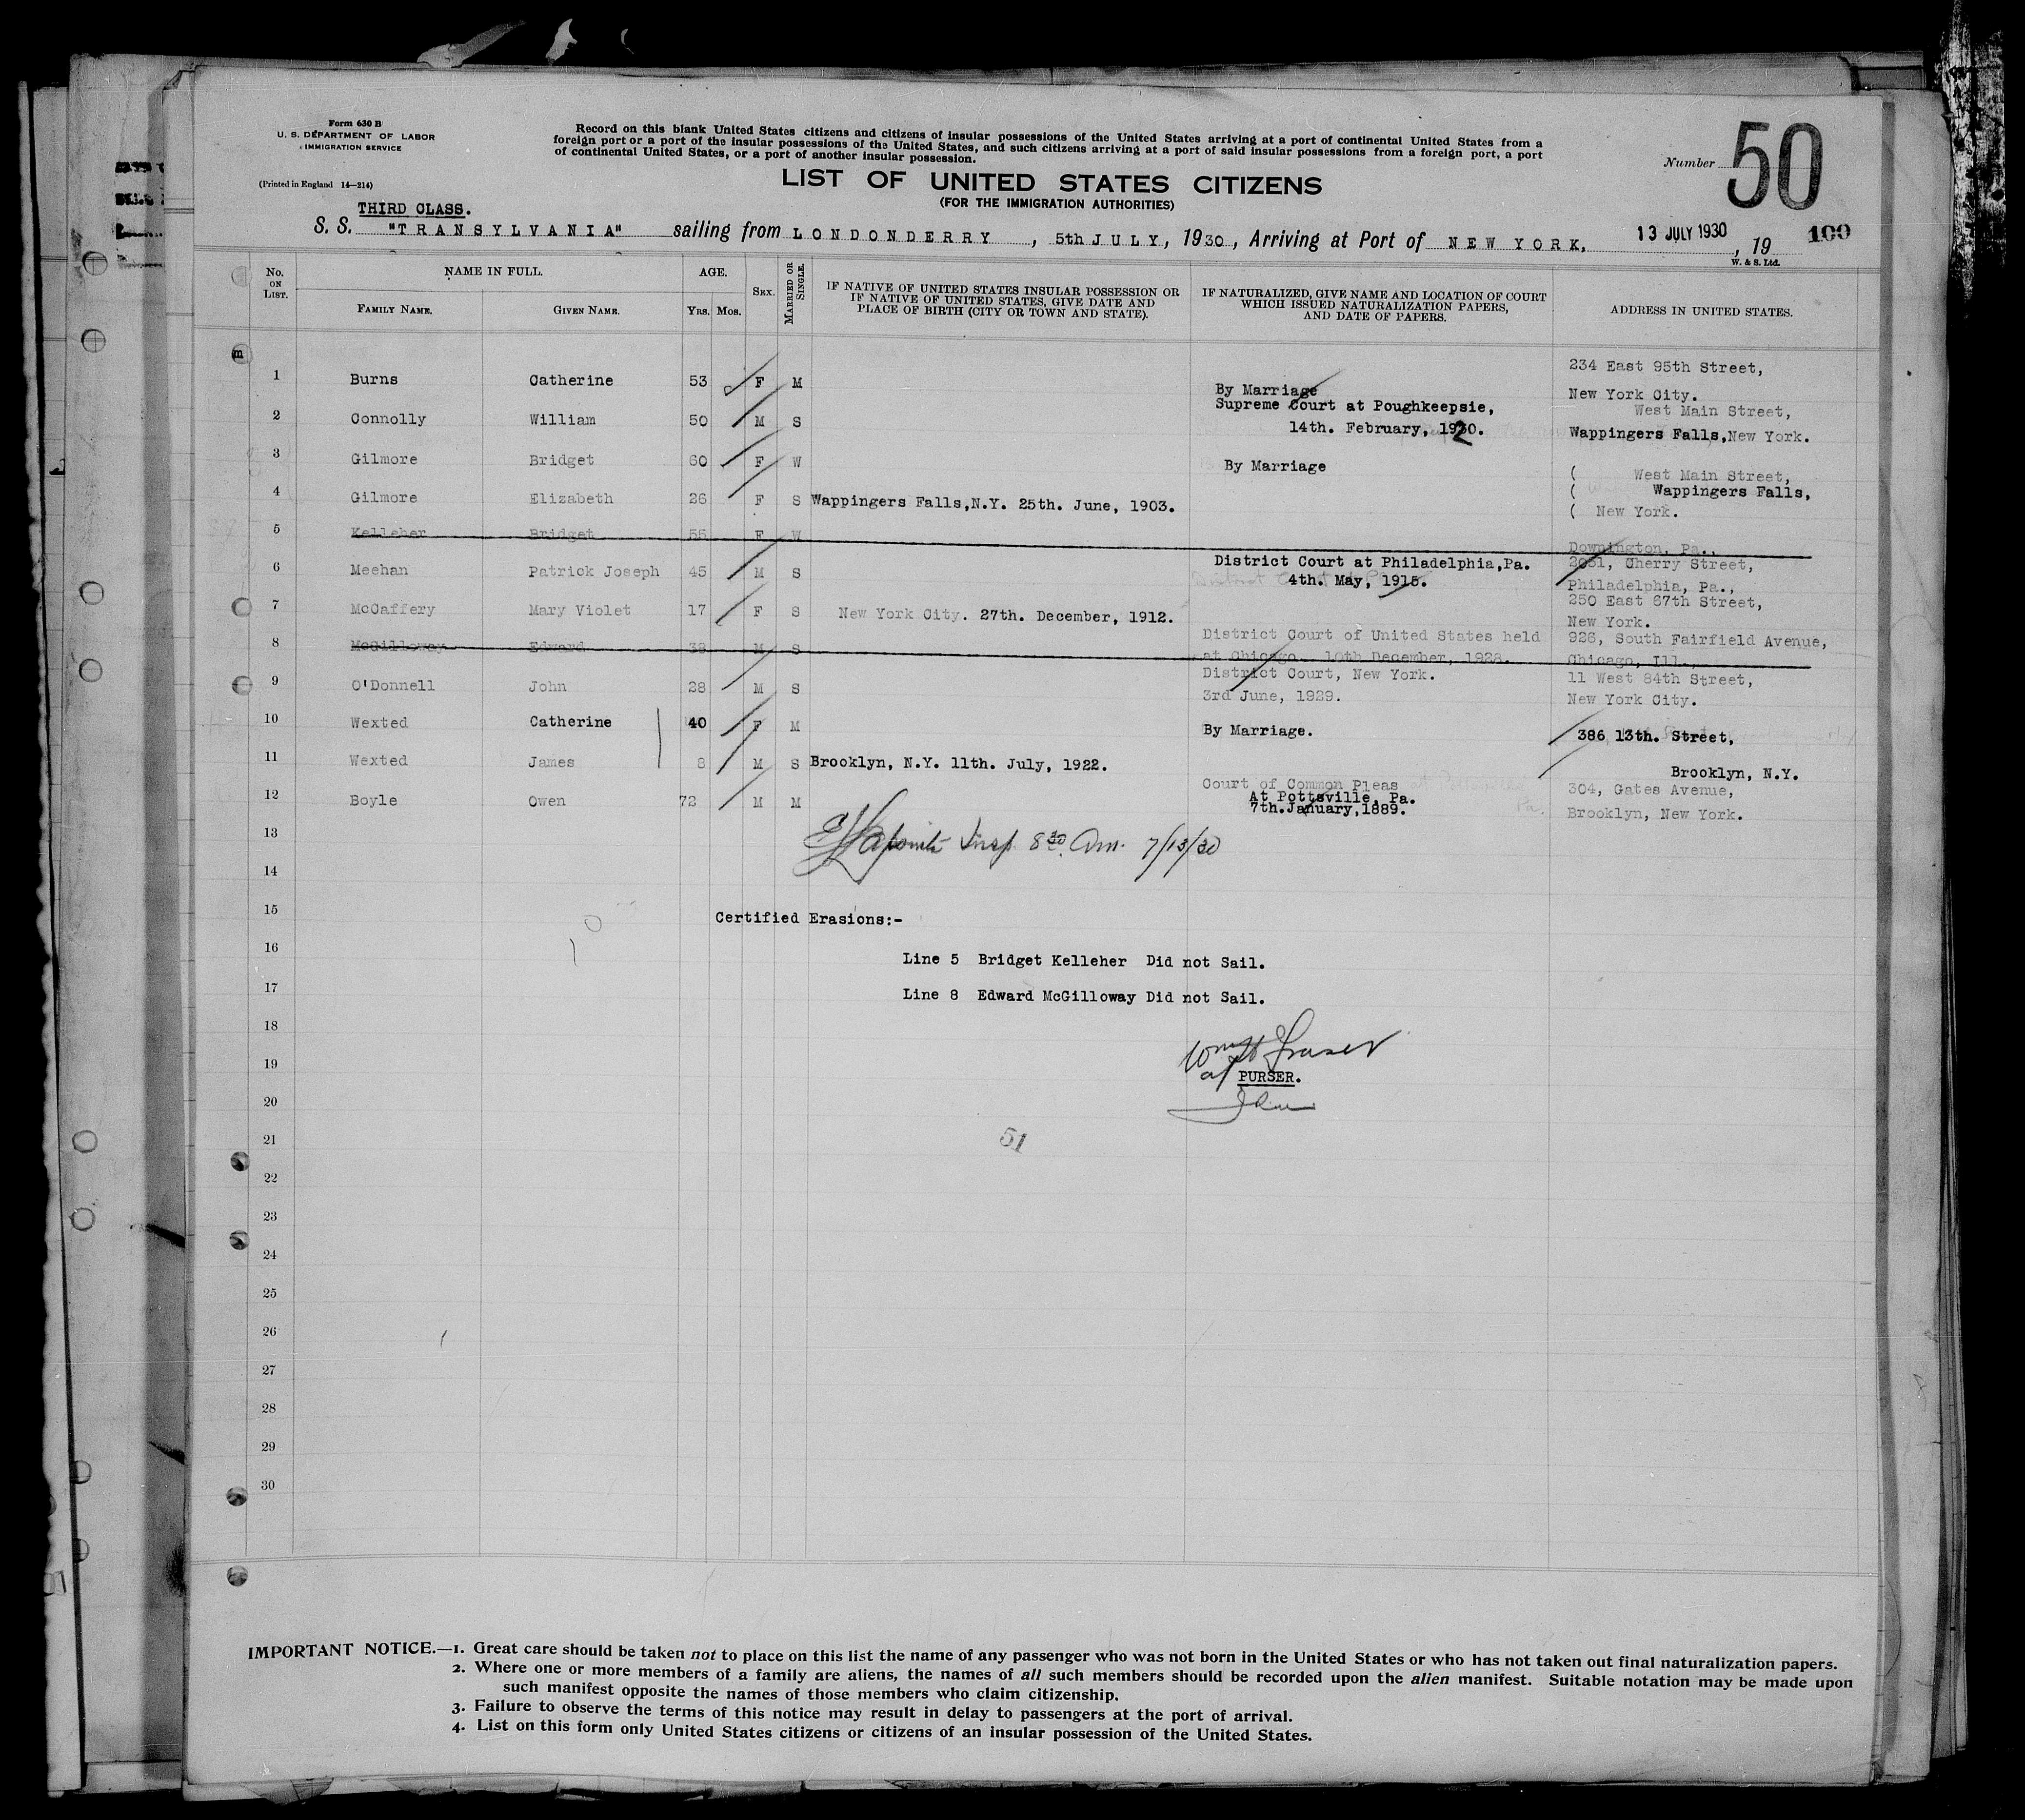 Form 630 B
U. S. DEPARTMENT OF LABOR
IMMIGRATION SERVICE
(Printed in England 14—214)
Record on this blank United States citizens and citizens of insular possessions of the United States arriving at a port of continental United States from a
foreign port or a port of the insular possessions of the United States, and such citizens arriving at a port of said insular possessions from a foreign port, a port
of continental United States, or a port of another insular possession.
Number 50
LIST OF UNITED STATES CITIZENS
(FOR THE IMMIGRATION AUTHORITIES)
THIRD CLASS.
S. S. "TRANSYLVANIA" sailing from LONDONDERRY, 5th JULY, 1930, Arriving at Port of NEW YORK, 13 JULY 1930, 19 100
W. & S. Ltd.
No. ON LIST. NAME IN FULL. AGE. SEX. MARRIED OR SINGLE. IF NATIVE OF UNITED STATES INSULAR POSSESSION OR IF NATIVE OF UNITED STATES, GIVE DATE AND PLACE OF BIRTH (CITY OR TOWN AND STATE). IF NATURALIZED, GIVE NAME AND LOCATION OF COURT WHICH ISSUED NATURALIZATION PAPERS, AND DATE OF PAPERS. ADDRESS IN UNITED STATES.
FAMILY NAME. GIVEN NAME. YRS. MOS.
m
1 Burns Catherine 53 F M By Marriage 234 East 95th Street,
New York City.
2 Connolly William 50 M S Supreme Court at Poughkeepsie, West Main Street,
14th. February, 1920. Wappingers Falls, New York.
3 Gilmore Bridget 60 F W By Marriage ( West Main Street,
4 Gilmore Elizabeth 26 F S Wappingers Falls,N.Y. 25th. June, 1903. ( Wappingers Falls,
( New York.
5 Kelleher Bridget 55 F W Downington, Pa.,
6 Meehan Patrick Joseph 45 M S District Court at Philadelphia,Pa. 2051, Cherry Street,
4th. May, 1915. Philadelphia, Pa.,
7 McCaffery Mary Violet 17 F S New York City. 27th. December, 1912. 250 East 67th Street,
New York.
8 McGilloway Edward M S District Court of United States held 926, South Fairfield Avenue,
at Chicago. 10th December, 1928. Chicago, Ill.,
9 O'Donnell John 28 M S District Court, New York. 11 West 84th Street,
3rd June, 1929. New York City.
10 Wexted Catherine 40 F M By Marriage. 386 13th. Street,
11 Wexted James 8 M S Brooklyn, N.Y. 11th. July, 1922. Brooklyn, N.Y.
12 Boyle Owen 72 M M Court of Common Pleas 304, Gates Avenue,
At Pottsville, Pa.
7th. January,1889. Brooklyn, New York.
13 Insp. 8 30 Am. 7/13/30
14
15 Certified Erasions:-
16 Line 5 Bridget Kelleher Did not Sail.
17 Line 8 Edward McGilloway Did not Sail.
18
19 Fraser
PURSER.
20
21 51
22
23
24
25
26
27
28
29
30
IMPORTANT NOTICE.—1. Great care should be taken not to place on this list the name of any passenger who was not born in the United States or who has not taken out final naturalization papers.
2. Where one or more members of a family are aliens, the names of all such members should be recorded upon the alien manifest. Suitable notation may be made upon
such manifest opposite the names of those members who claim citizenship.
3. Failure to observe the terms of this notice may result in delay to passengers at the port of arrival.
4. List on this form only United States citizens or citizens of an insular possession of the United States.